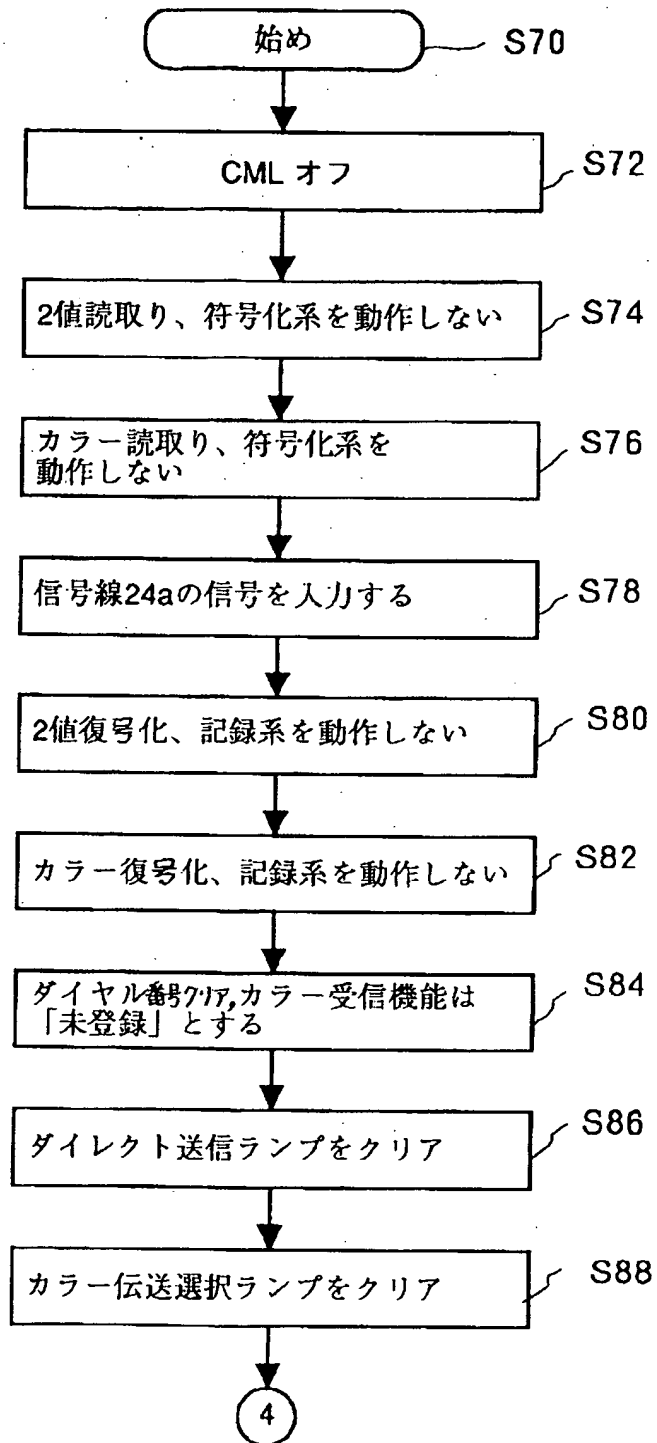 始め
S70
CML オフ
S72
2値読取り、符号化系を動作しない
S74
カラー読取り、符号化系を
動作しない
S76
信号線24aの信号を入力する
S78
2値復号化、記録系を動作しない
S80
カラー復号化、記録系を動作しない
S82
ダイヤル番号クリア,カラー受信機能は
「未登録」とする
S84
ダイレクト送信ランプをクリア
S86
カラー伝送選択ランプをクリア
S88
4